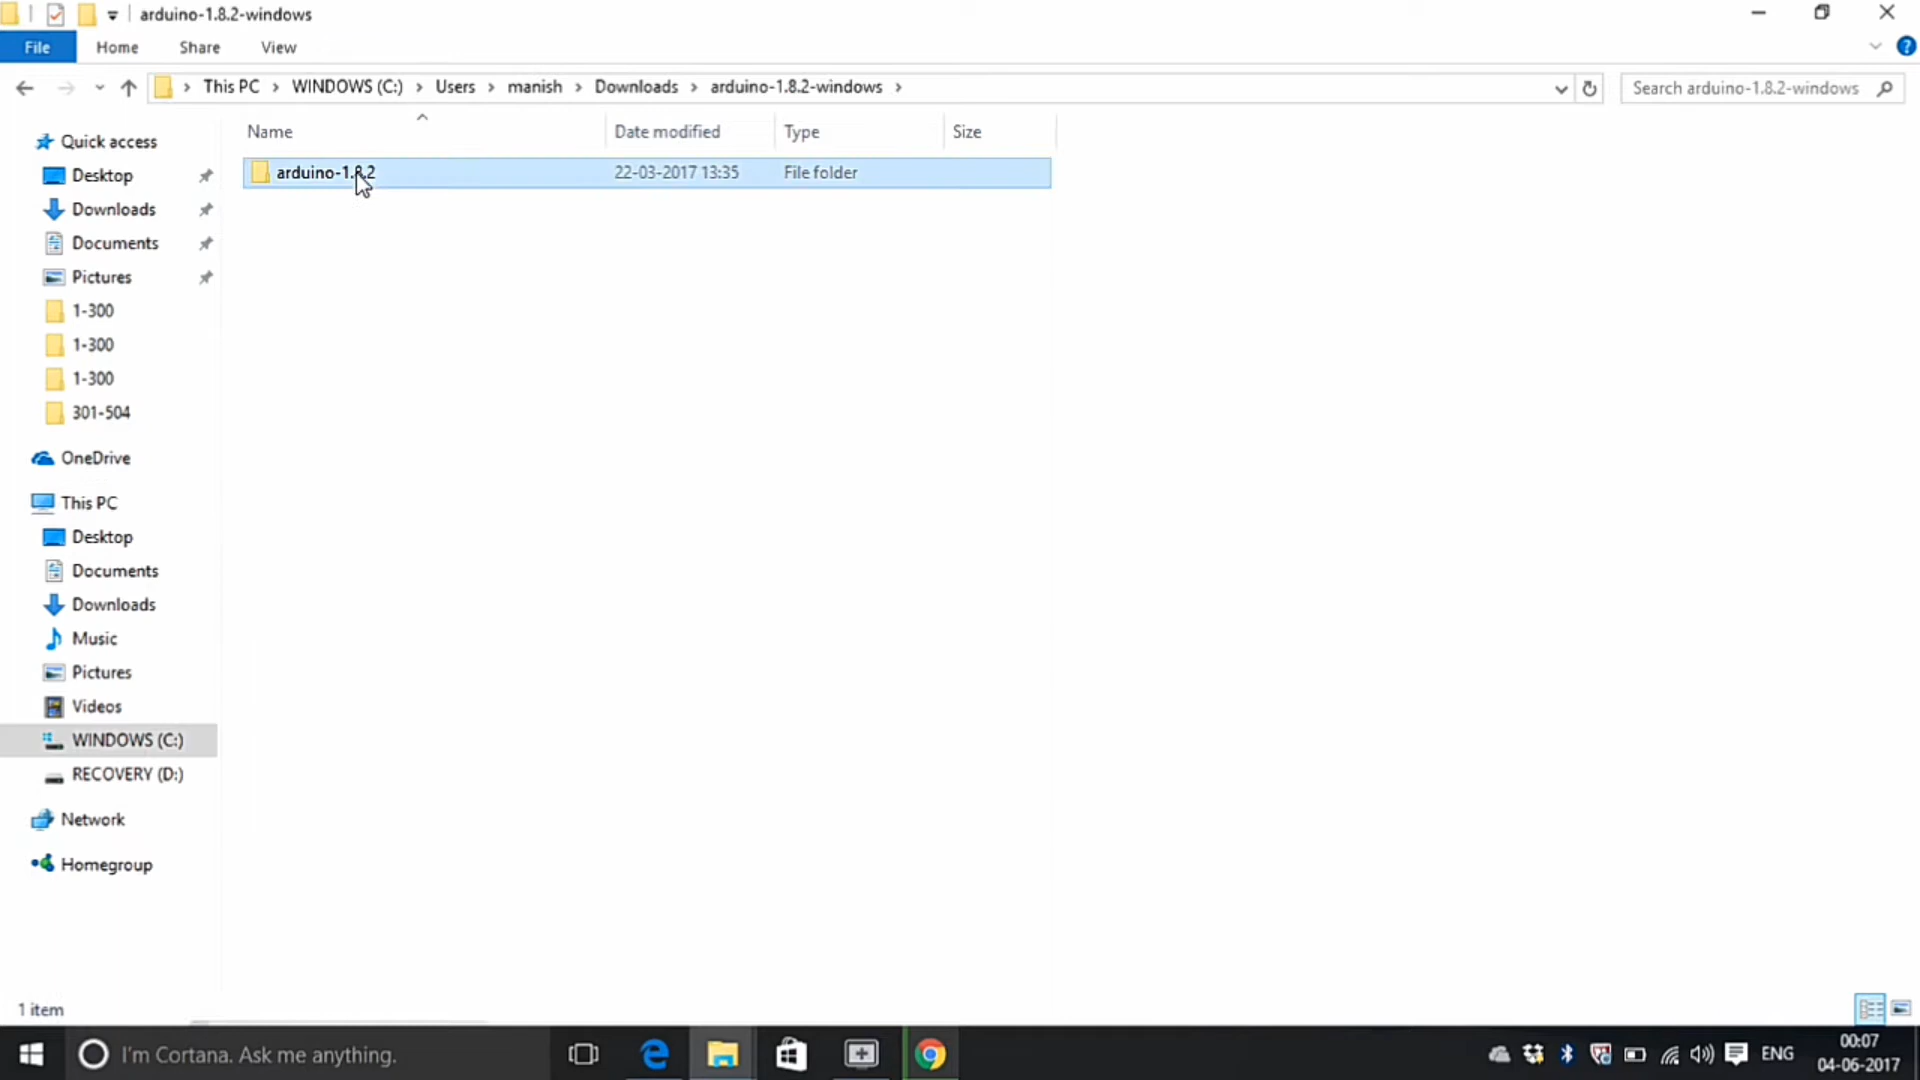 arduino-1.8.2-windows
File Home Share View
This PC WINDOWS (C:) Users manish Downloads arduino-1.8.2-windows
Search arduino-1.8.2-windows
Name Date modified Type Size
arduino-1.8.2 22-03-2017 13:35 File folder
Quick access
Desktop
Downloads
Documents
Pictures
1-300
1-300
1-300
301-504
OneDrive
This PC
Desktop
Documents
Downloads
Music
Pictures
Videos
WINDOWS (C:)
RECOVERY (D:)
Network
Homegroup
1 item
I'm Cortana. Ask me anything.
ENG
00:07
04-06-2017